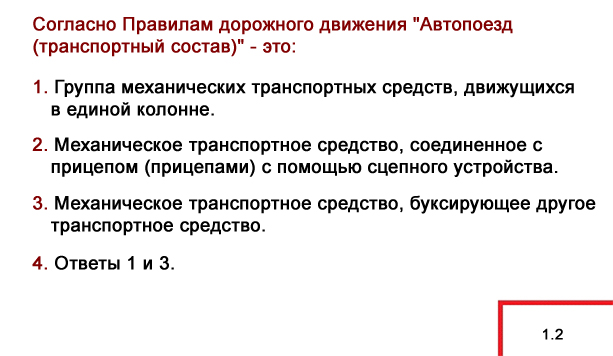 Согласно Правилам дорожного движения "Автопоезд
(транспортный состав)" - это:
1. Группа механических транспортных средств, движущихся
в единой колонне.
2. Механическое транспортное средство, соединенное с
прицепом (прицепами) с помощью сцепного устройства.
3. Механическое транспортное средство, буксирующее другое
транспортное средство.
4. Ответы 1 и 3.
1.2